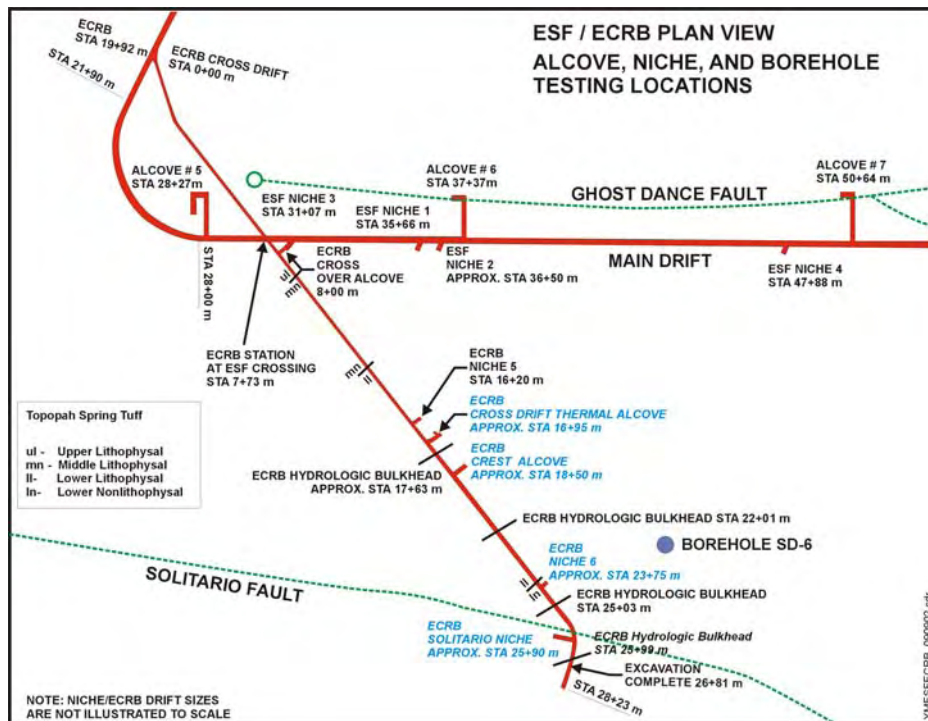 ESF / ECRB PLAN VIEW
ALCOVE, NICHE, AND BOREHOLE
TESTING LOCATIONS
ECRB
STA 19+92 m
STA 21+90 m
ECRB CROSS DRIFT
STA 0+00 m
ALCOVE # 5
STA 28+27m
ESF NICHE 3
STA 31+07 m
ESF NICHE 1
STA 35+66 m
ALCOVE # 6
STA 37+37m
GHOST DANCE FAULT
ALCOVE # 7
STA 50+64 m
STA 28+00 m
ECRB
CROSS
OVER ALCOVE
8+00 m
ESF
NICHE 2
APPROX. STA 36+50 m
MAIN DRIFT
ESF NICHE 4
STA 47+88 m
ul
mn
ECRB STATION
AT ESF CROSSING
STA 7+73 m
mn
ll
ECRB
NICHE 5
STA 16+20 m
ECRB
CROSS DRIFT THERMAL ALCOVE
APPROX. STA 16+95 m
ECRB
CREST ALCOVE
APPROX. STA 18+50 m
ECRB HYDROLOGIC BULKHEAD
APPROX. STA 17+63 m
Topopah Spring Tuff
ul - Upper Lithophysal
mn - Middle Lithophysal
ll- Lower Lithophysal
ln- Lower Nonlithophysal
ECRB HYDROLOGIC BULKHEAD STA 22+01 m
BOREHOLE SD-6
ECRB
NICHE 6
APPROX. STA 23+75 m
ll
ln
ECRB HYDROLOGIC BULKHEAD
STA 25+03 m
SOLITARIO FAULT
ECRB
SOLITARIO NICHE
APPROX. STA 25+90 m
ECRB Hydrologic Bulkhead
STA 25+99 m
EXCAVATION
COMPLETE 26+81 m
STA 28+23 m
NOTE: NICHE/ECRB DRIFT SIZES
ARE NOT ILLUSTRATED TO SCALE